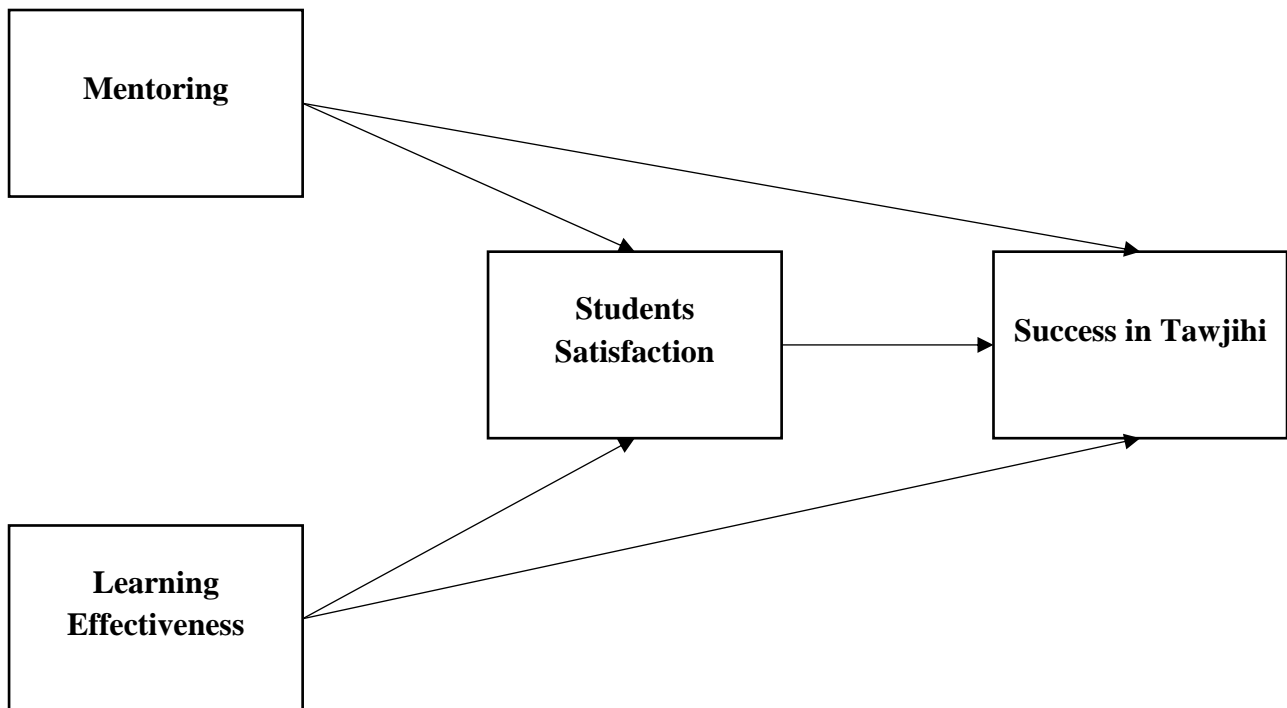 Mentoring
Students
Satisfaction
Success in Tawjihi
Learning
Effectiveness